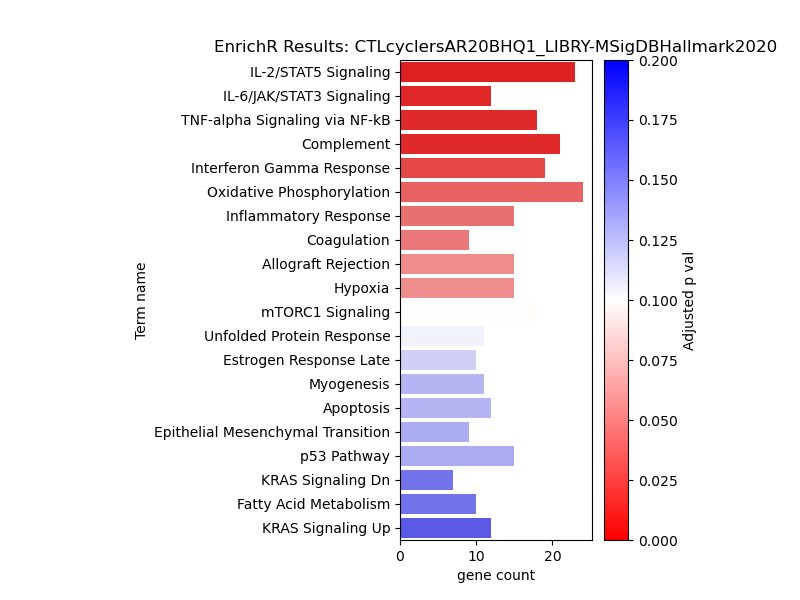 EnrichR Results: CTLcyclersAR20BHQ1_LIBRY-MSigDBHallmark2020
IL-2/STAT5 Signaling
IL-6/JAK/STAT3 Signaling
TNF-alpha Signaling via NF-kB
Complement
Interferon Gamma Response
Oxidative Phosphorylation
Inflammatory Response
Coagulation
Allograft Rejection
Hypoxia
mTORC1 Signaling
Unfolded Protein Response
Estrogen Response Late
Myogenesis
Apoptosis
Epithelial Mesenchymal Transition
p53 Pathway
KRAS Signaling Dn
Fatty Acid Metabolism
KRAS Signaling Up
Term name
0 10 20
gene count
0.200
0.175
0.150
0.125
0.100
0.075
0.050
0.025
0.000
Adjusted p val